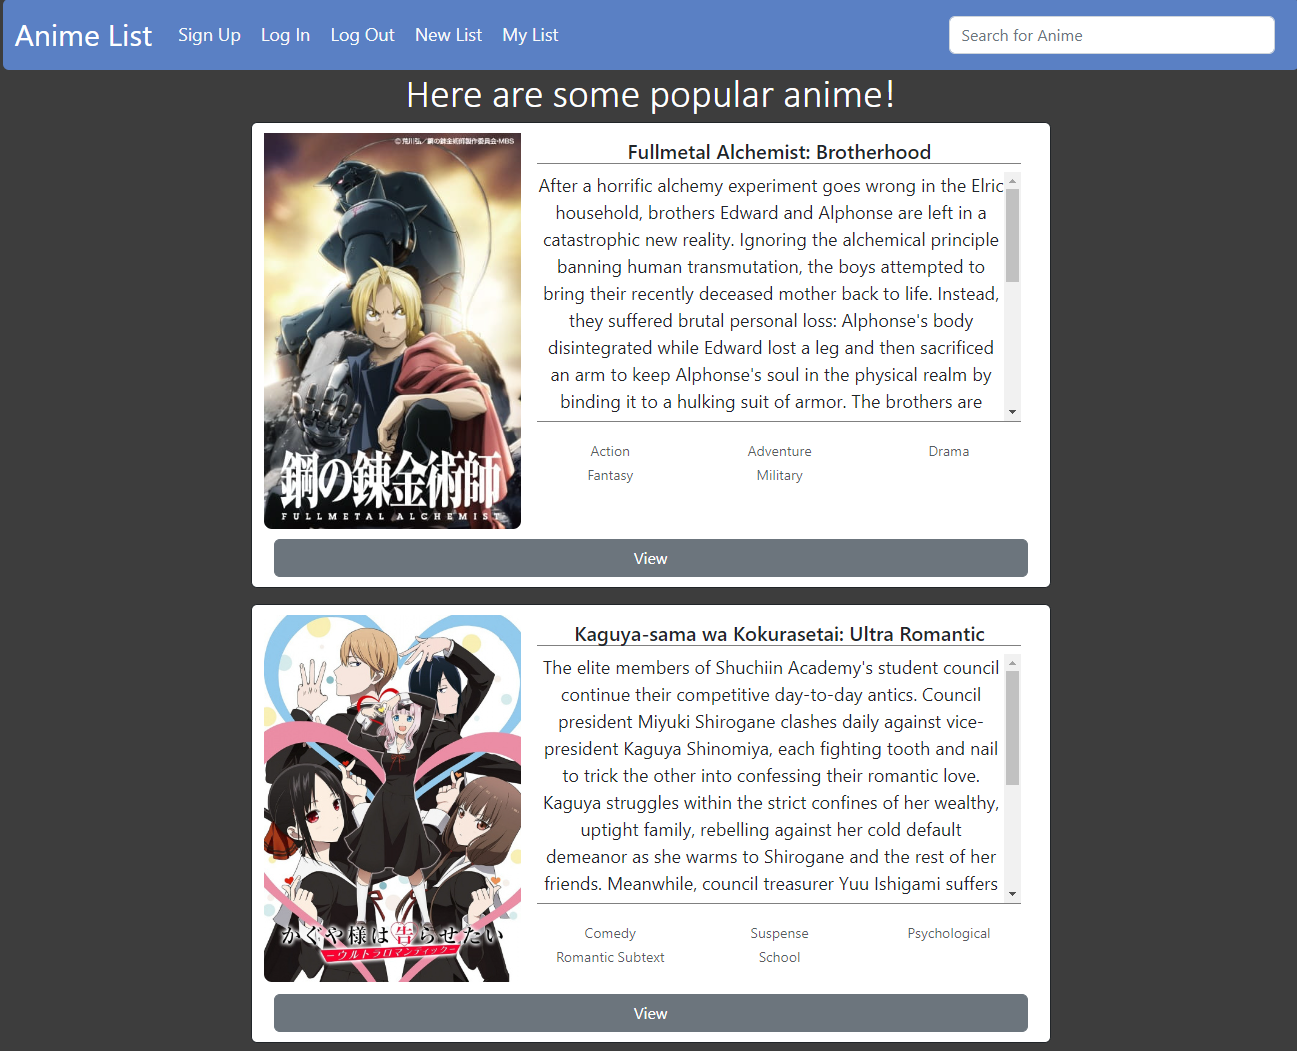 Anime List
Sign Up
Log In
Log Out
New List
My List
Search for Anime
Here are some popular anime!
©荒川弘/鋼の錬金術師製作委員会・MBS
鋼の錬金術師
FULLMETAL ALCHEMIST
Fullmetal Alchemist: Brotherhood
After a horrific alchemy experiment goes wrong in the Elric
household, brothers Edward and Alphonse are left in a
catastrophic new reality. Ignoring the alchemical principle
banning human transmutation, the boys attempted to
bring their recently deceased mother back to life. Instead,
they suffered brutal personal loss: Alphonse's body
disintegrated while Edward lost a leg and then sacrificed
an arm to keep Alphonse's soul in the physical realm by
binding it to a hulking suit of armor. The brothers are
Action
Adventure
Drama
Fantasy
Military
View
かぐや様は告らせたい
-ウルトラロマンティック-
Kaguya-sama wa Kokurasetai: Ultra Romantic
The elite members of Shuchiin Academy's student council
continue their competitive day-to-day antics. Council
president Miyuki Shirogane clashes daily against vice-
president Kaguya Shinomiya, each fighting tooth and nail
to trick the other into confessing their romantic love.
Kaguya struggles within the strict confines of her wealthy,
uptight family, rebelling against her cold default
demeanor as she warms to Shirogane and the rest of her
friends. Meanwhile, council treasurer Yuu Ishigami suffers
Comedy
Suspense
Psychological
Romantic Subtext
School
View